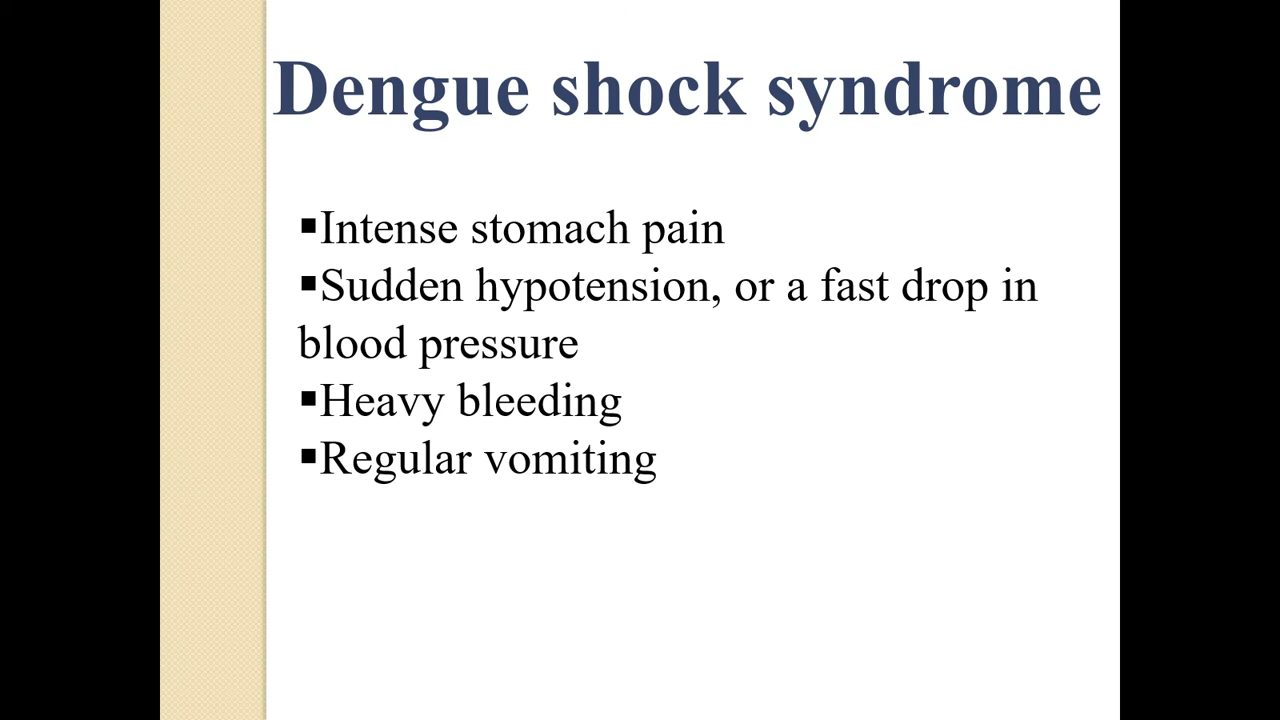 Dengue shock syndrome
▪Intense stomach pain
▪Sudden hypotension, or a fast drop in
blood pressure
▪Heavy bleeding
▪Regular vomiting